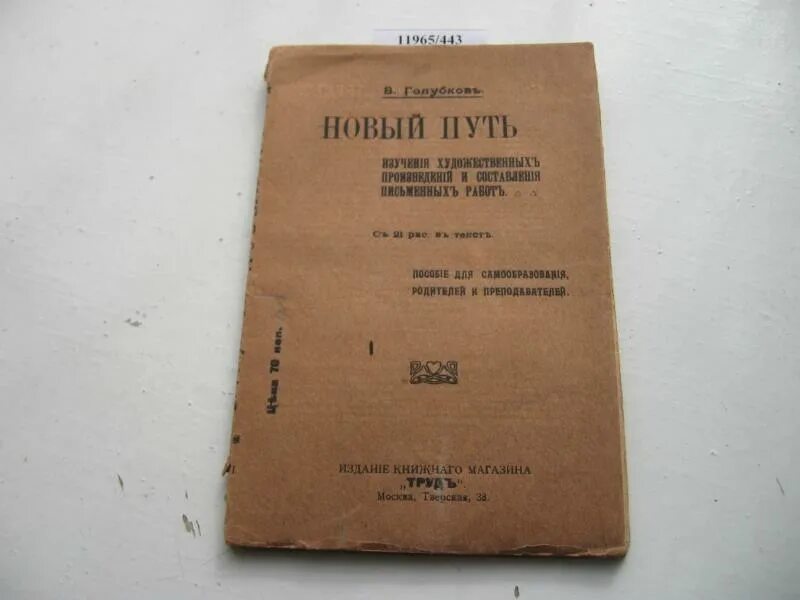 11965/443
В. Голубковъ.
НОВЫЙ ПУТЬ
ИЗУЧЕНІЯ ХУДОЖЕСТВЕННЫХЪ
ПРОИЗВЕДЕНІЙ И СОСТАВЛЕНІЯ
ПИСЬМЕННЫХЪ РАБОТЪ.
Съ 21 рис. въ текстѣ.
ПОСОБІЕ ДЛЯ САМООБРАЗОВАНІЯ,
РОДИТЕЛЕЙ И ПРЕПОДАВАТЕЛЕЙ.
Цѣна 70 коп.
ИЗДАНІЕ КНИЖНАГО МАГАЗИНА
„ТРУДЪ“.
Москва, Тверская, 38.